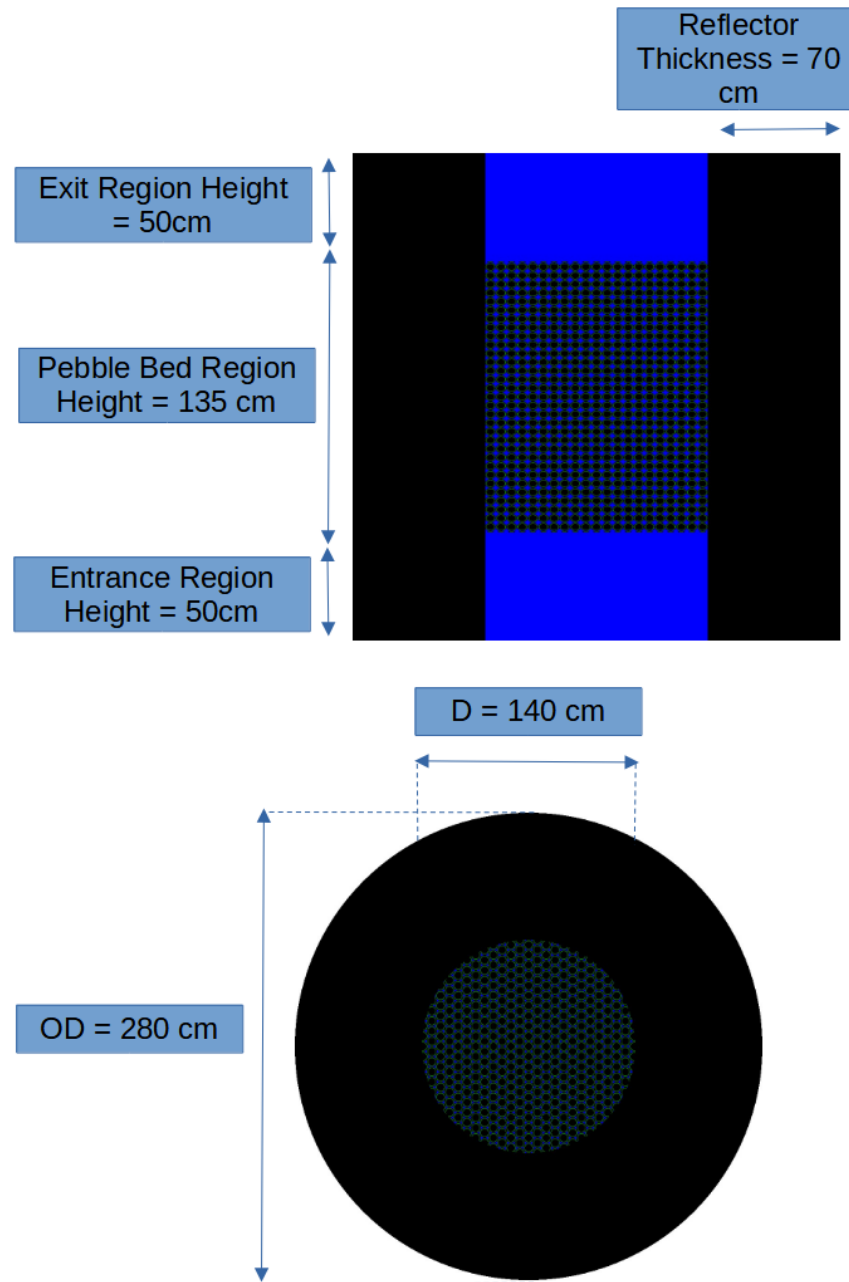 Reflector
Thickness = 70
cm
Exit Region Height
= 50cm
Pebble Bed Region
Height = 135 cm
Entrance Region
Height = 50cm
D = 140 cm
OD = 280 cm